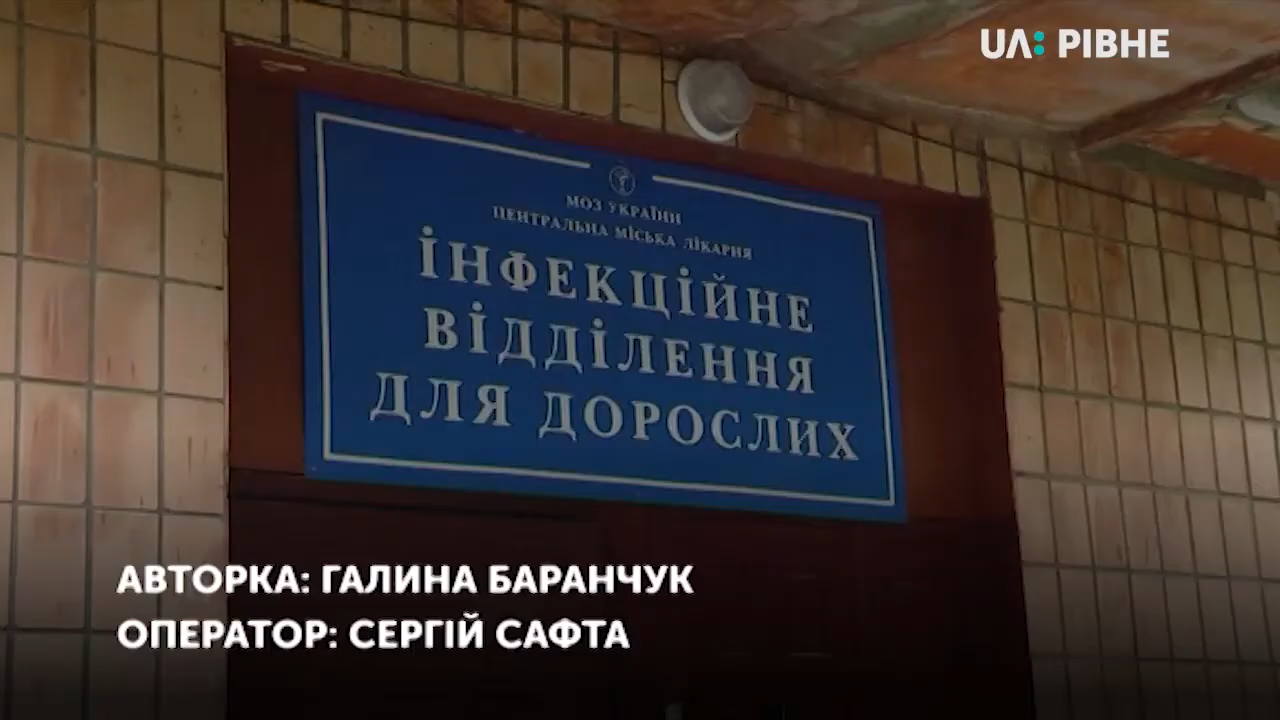 UA: РІВНЕ
МОЗ УКРАЇНИ
ЦЕНТРАЛЬНА МІСЬКА ЛІКАРНЯ
ІНФЕКЦІЙНЕ
ВІДДІЛЕННЯ
ДЛЯ ДОРОСЛИХ
АВТОРКА: ГАЛИНА БАРАНЧУК
ОПЕРАТОР: СЕРГІЙ САФТА